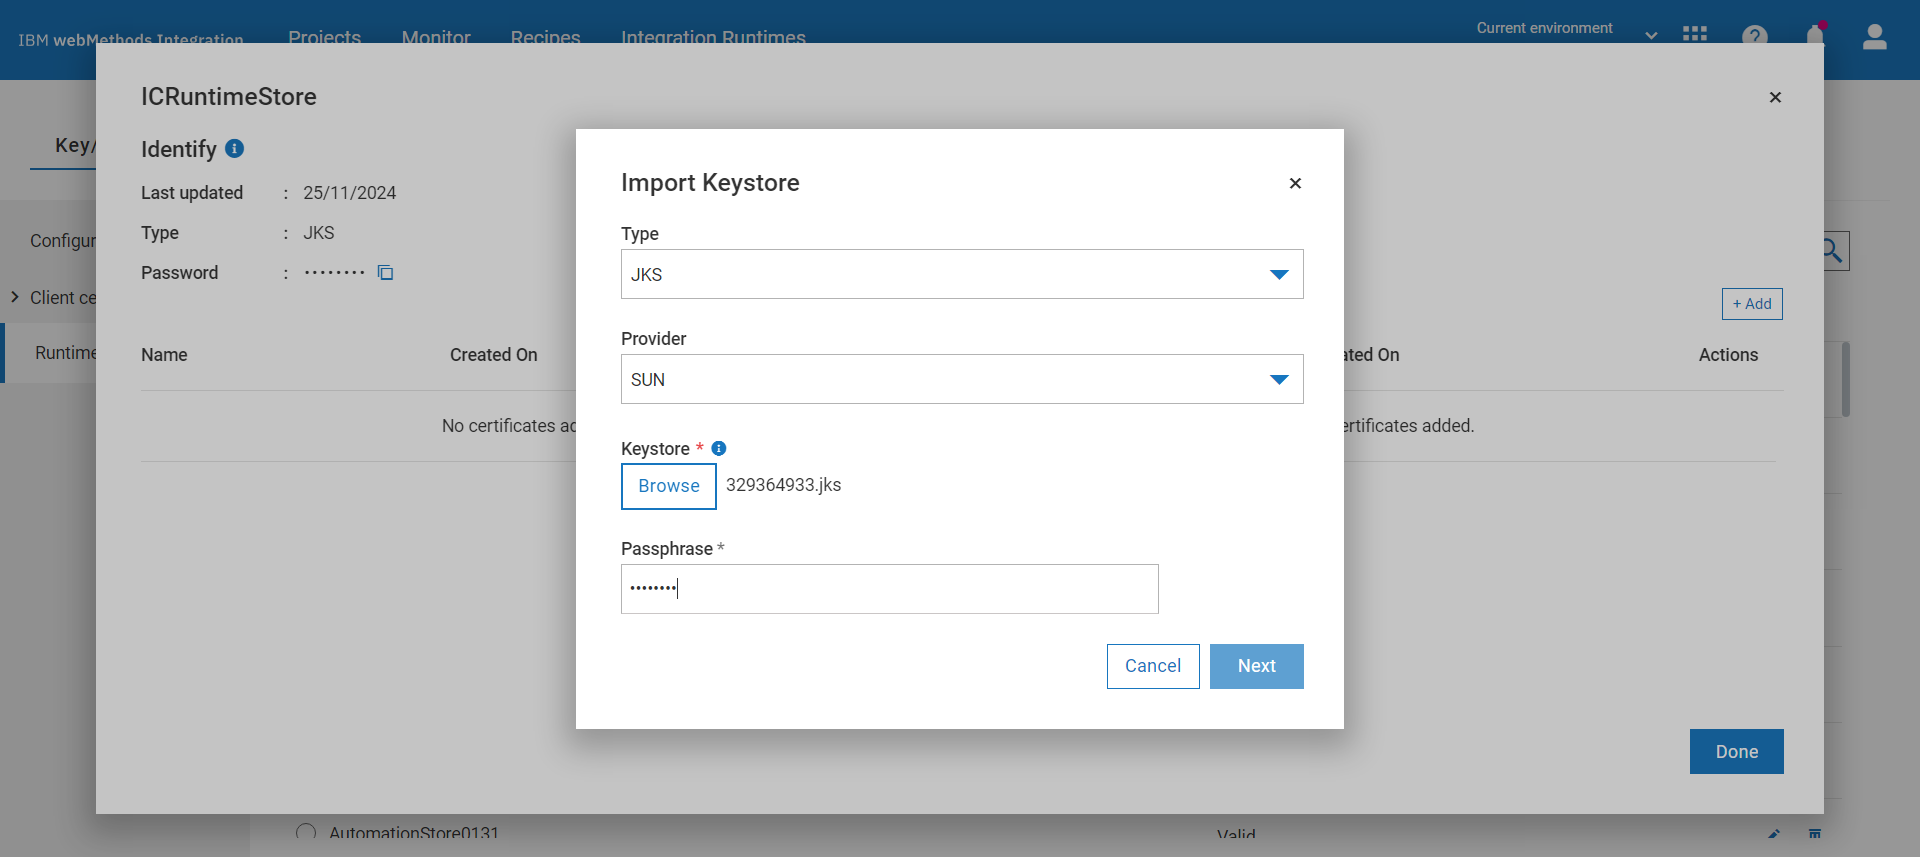 IBM webMethods Integration
Projects
Monitor
Recipes
Integration Runtimes
Current environment
ICRuntimeStore
Key/
Identify
Last updated : 25/11/2024
Type : JKS
Password : ••••••••
Configur
Client ce
Runtime
+ Add
Name
Created On
ated On
Actions
No certificates ad
ertificates added.
Import Keystore
Type
JKS
Provider
SUN
Keystore *
Browse
329364933.jks
Passphrase *
••••••••
Cancel
Next
Done
AutomationStore0131
Valid